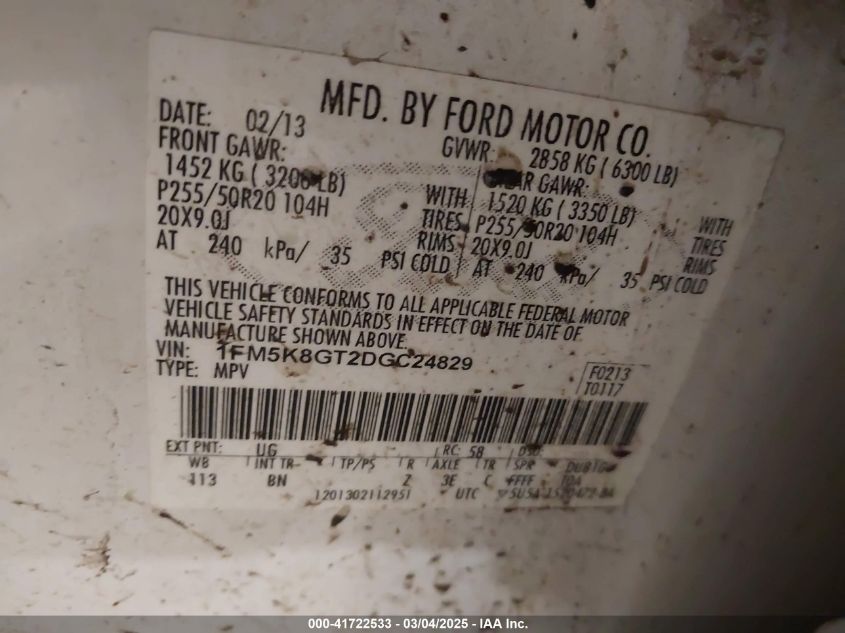 MFD. BY FORD MOTOR CO.
DATE: 02/13 GVWR: 2858 KG ( 6300 LB)
FRONT GAWR: REAR GAWR:
1452 KG ( 3200 LB) WITH 1520 KG ( 3350 LB) WITH
P255/50R20 104H TIRES P255/50R20 104H TIRES
20X9.0J RIMS 20X9.0J RIMS
AT 240 kPa/ 35 PSI COLD AT 240 kPa/ 35 PSI COLD
THIS VEHICLE CONFORMS TO ALL APPLICABLE FEDERAL MOTOR
VEHICLE SAFETY STANDARDS IN EFFECT ON THE DATE OF
MANUFACTURE SHOWN ABOVE.
VIN: 1FM5K8GT2DGC24829
TYPE: MPV
F0213
T0117
EXT PNT: UG RC: 58 DSO:
WB INT TR TP/PS R AXLE TR SPR
113 BN Z 3E C FFFF
1201302112951 UTC
000-41722533 - 03/04/2025 - IAA Inc.